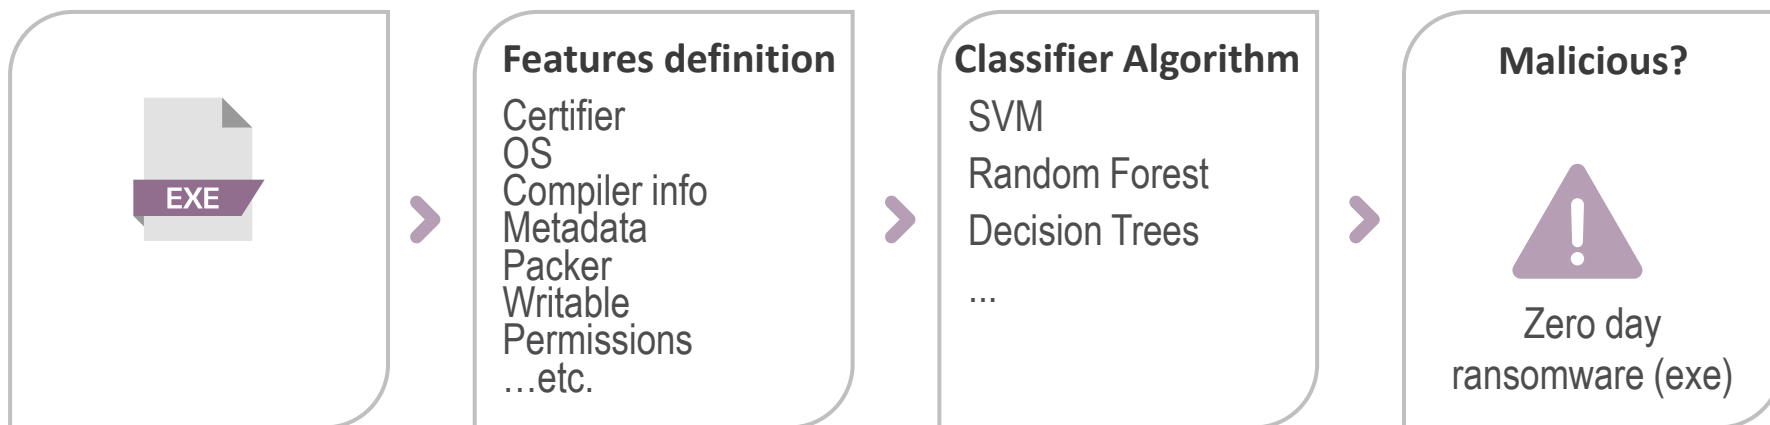 EXE
Features definition
Certifier
OS
Compiler info
Metadata
Packer
Writable
Permissions
…etc.
Classifier Algorithm
SVM
Random Forest
Decision Trees
...
Malicious?
Zero day
ransomware (exe)